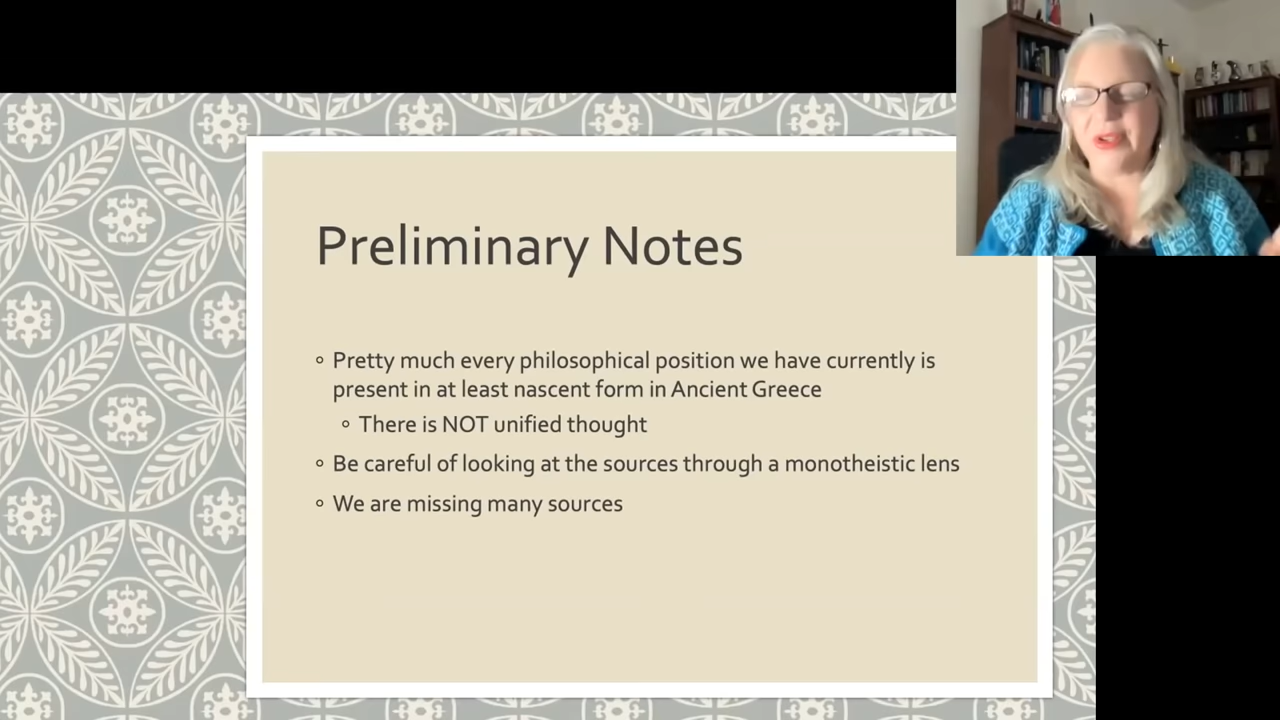 Preliminary Notes
◦ Pretty much every philosophical position we have currently is
present in at least nascent form in Ancient Greece
◦ There is NOT unified thought
◦ Be careful of looking at the sources through a monotheistic lens
◦ We are missing many sources